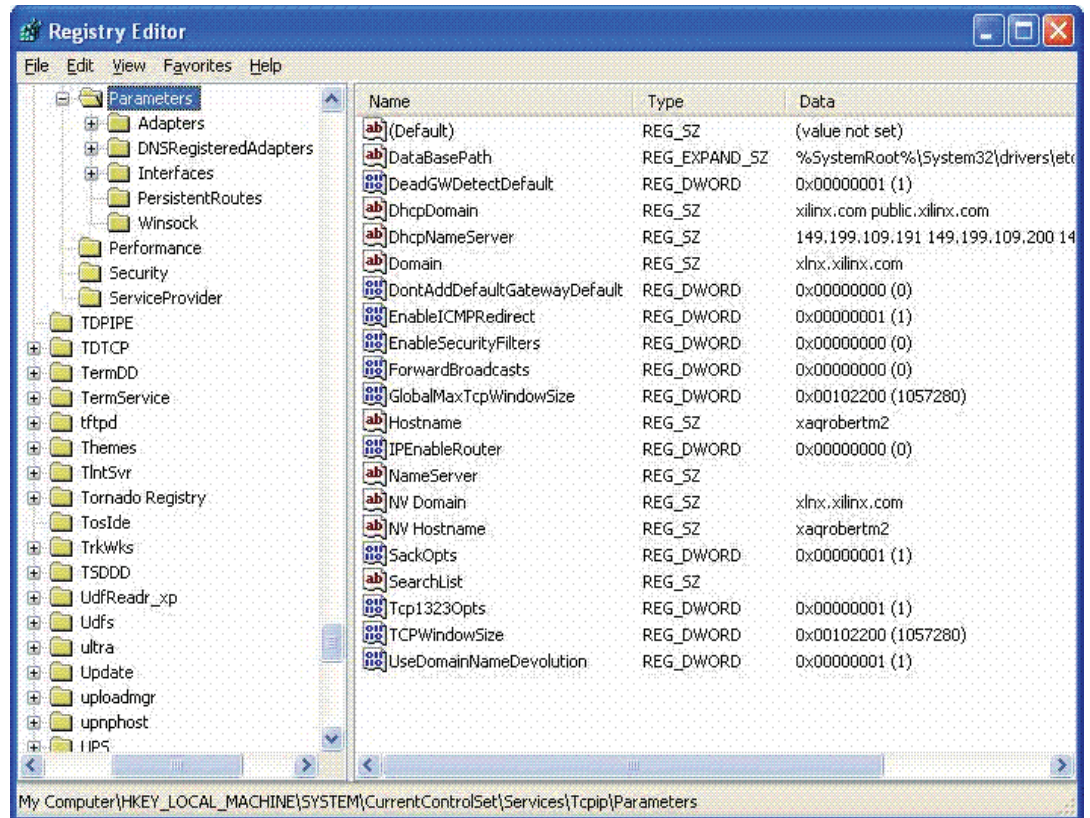 Registry Editor
File Edit View Favorites Help
Parameters
Adapters
DNSRegisteredAdapters
Interfaces
PersistentRoutes
Winsock
Performance
Security
ServiceProvider
TDPIPE
TDTCP
TermDD
TermService
tftpd
Themes
TlntSvr
Tornado Registry
TosIde
TrkWks
TSDDD
UdfReadr_xp
Udfs
ultra
Update
uploadmgr
upnphost
UPS
Name Type Data
(Default) REG_SZ (value not set)
DataBasePath REG_EXPAND_SZ %SystemRoot%\System32\drivers\etc
DeadGWDetectDefault REG_DWORD 0x00000001 (1)
DhcpDomain REG_SZ xilinx.com public.xilinx.com
DhcpNameServer REG_SZ 149.199.109.191 149.199.109.200 14
Domain REG_SZ xlnx.xilinx.com
DontAddDefaultGatewayDefault REG_DWORD 0x00000000 (0)
EnableICMPRedirect REG_DWORD 0x00000001 (1)
EnableSecurityFilters REG_DWORD 0x00000000 (0)
ForwardBroadcasts REG_DWORD 0x00000000 (0)
GlobalMaxTcpWindowSize REG_DWORD 0x00102200 (1057280)
Hostname REG_SZ xaqrobertm2
IPEnableRouter REG_DWORD 0x00000000 (0)
NameServer REG_SZ
NV Domain REG_SZ xlnx.xilinx.com
NV Hostname REG_SZ xaqrobertm2
SackOpts REG_DWORD 0x00000001 (1)
SearchList REG_SZ
Tcp1323Opts REG_DWORD 0x00000001 (1)
TCPWindowSize REG_DWORD 0x00102200 (1057280)
UseDomainNameDevolution REG_DWORD 0x00000001 (1)
My Computer\HKEY_LOCAL_MACHINE\SYSTEM\CurrentControlSet\Services\Tcpip\Parameters